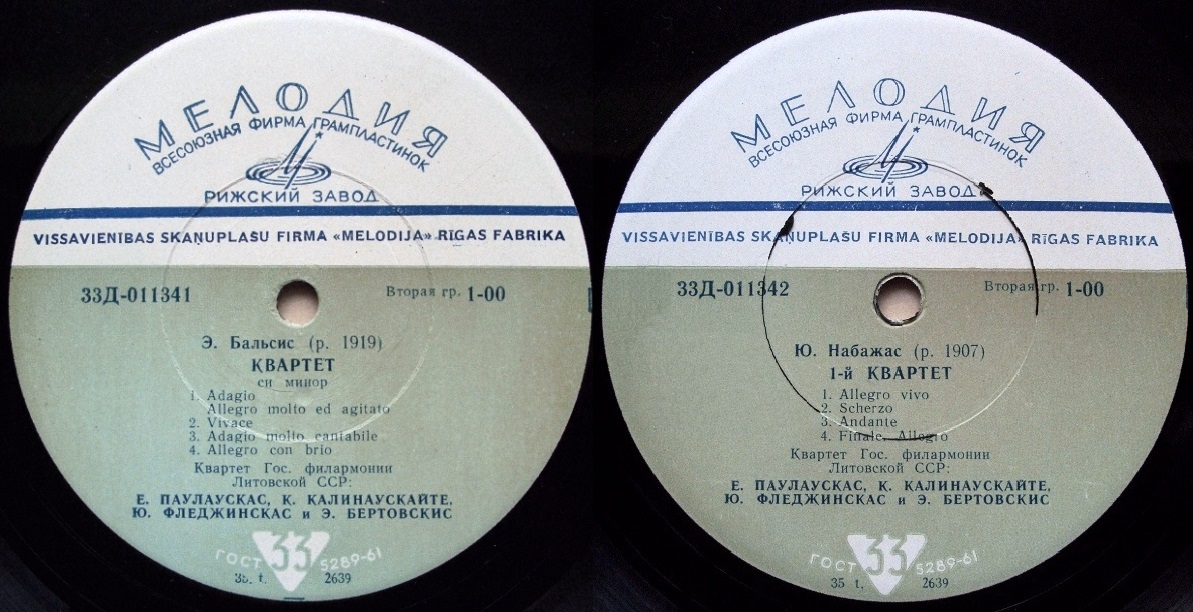 МЕЛОДИЯ
ВСЕСОЮЗНАЯ ФИРМА ГРАМПЛАСТИНОК
РИЖСКИЙ ЗАВОД
VISSAVIENĪBAS SKAŅUPLAŠU FIRMA «MELODIJA» RĪGAS FABRIKA
33Д-011341 Вторая гр. 1-00
Э. Бальсис (р. 1919)
КВАРТЕТ
си минор
1. Adagio
Allegro molto ed agitato
2. Vivace
3. Adagio molto cantabile
4. Allegro con brio
Квартет Гос. филармонии
Литовской ССР:
Е. ПАУЛАУСКАС, К. КАЛИНАУСКАЙТЕ,
Ю. ФЛЕДЖИНСКАС и Э. БЕРТОВСКИС
ГОСТ 33 5289-61
35 t. 2639
МЕЛОДИЯ
ВСЕСОЮЗНАЯ ФИРМА ГРАМПЛАСТИНОК
РИЖСКИЙ ЗАВОД
VISSAVIENĪBAS SKAŅUPLAŠU FIRMA «MELODIJA» RĪGAS FABRIKA
33Д-011342 Вторая гр. 1-00
Ю. Набажас (р. 1907)
1-й КВАРТЕТ
1. Allegro vivo
2. Scherzo
3. Andante
4. Finale. Allegro
Квартет Гос. филармонии
Литовской ССР:
Е. ПАУЛАУСКАС, К. КАЛИНАУСКАЙТЕ,
Ю. ФЛЕДЖИНСКАС и Э. БЕРТОВСКИС
ГОСТ 33 5289-61
35 t. 2639